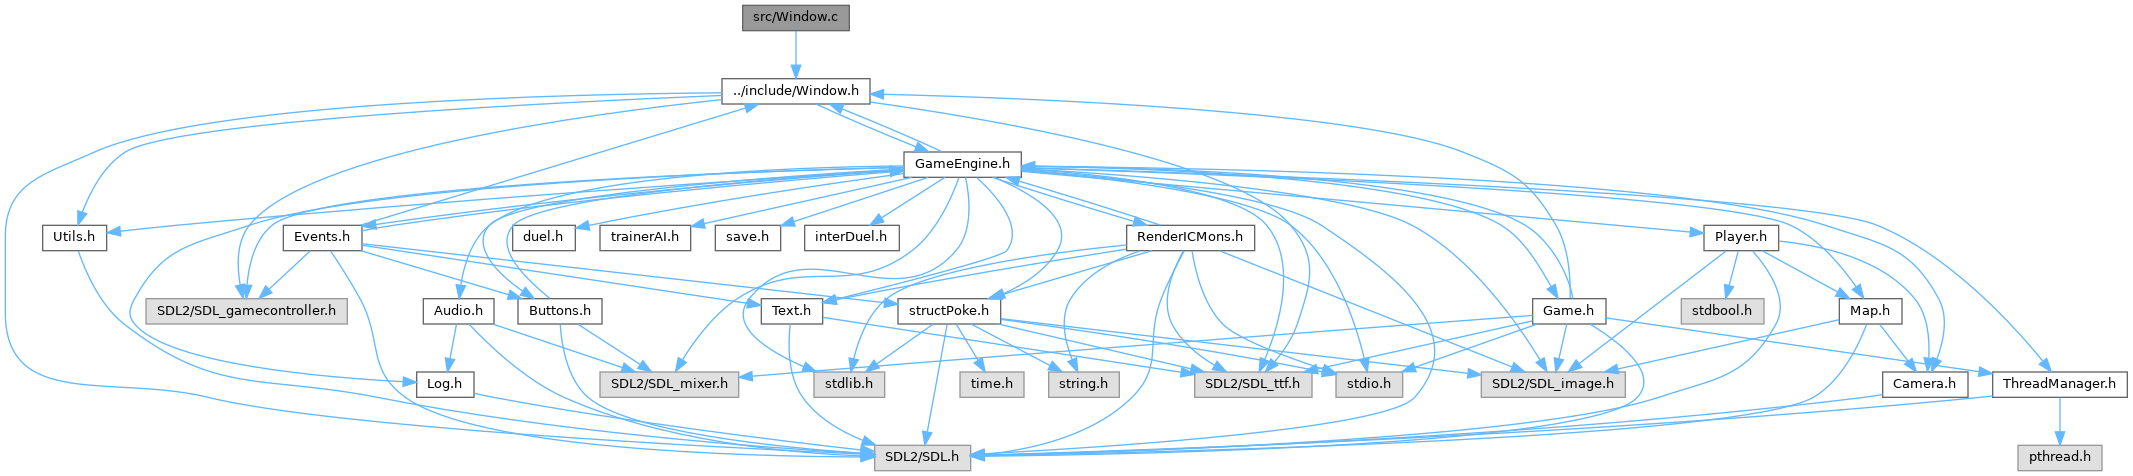 src/Window.c
../include/Window.h
GameEngine.h
Utils.h
Events.h
duel.h
trainerAI.h
save.h
interDuel.h
RenderICMons.h
Player.h
SDL2/SDL_gamecontroller.h
Audio.h
Buttons.h
Text.h
structPoke.h
Game.h
stdbool.h
Map.h
Log.h
SDL2/SDL_mixer.h
stdlib.h
time.h
string.h
SDL2/SDL_ttf.h
stdio.h
SDL2/SDL_image.h
Camera.h
ThreadManager.h
SDL2/SDL.h
pthread.h